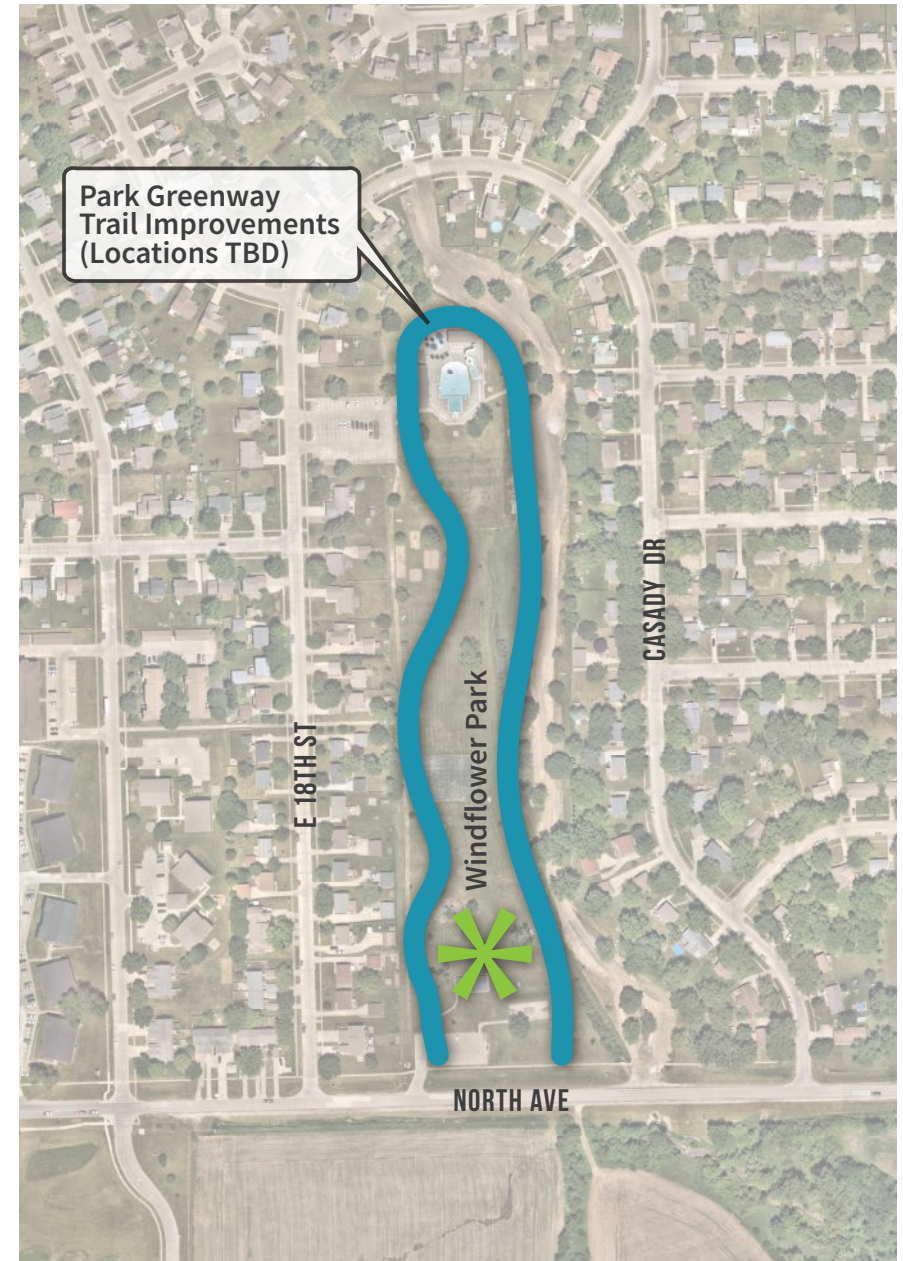 Park Greenway
Trail Improvements
(Locations TBD)
CASADY DR
Windflower Park
E 18TH ST
NORTH AVE